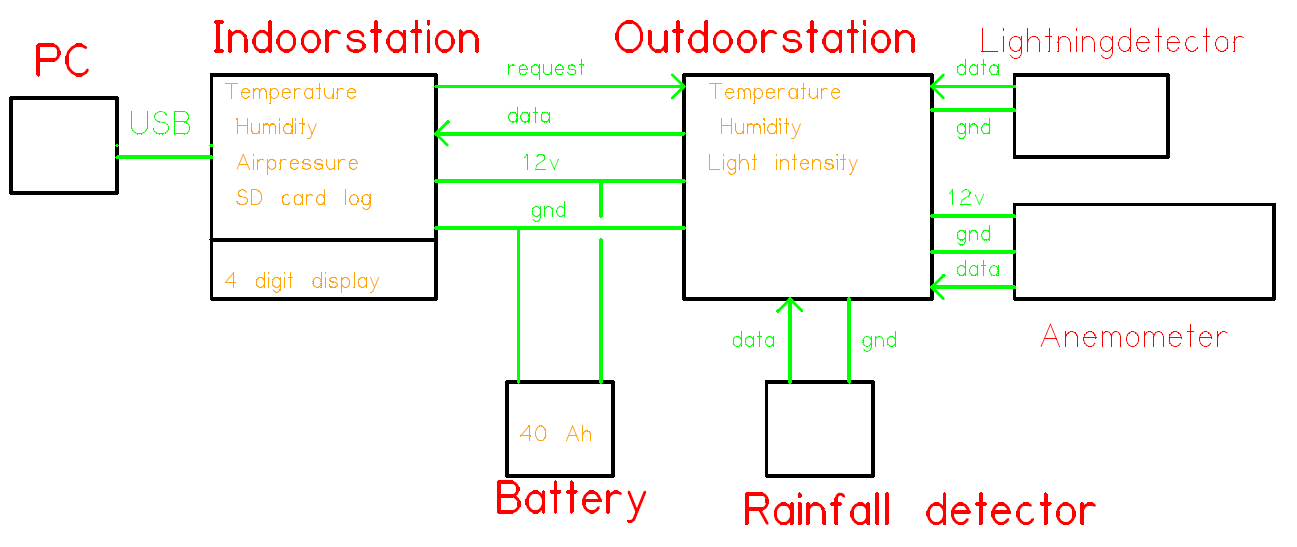 PC
USB
Indoorstation
Temperature
Humidity
Airpressure
SD card log
4 digit display
request
data
12v
gnd
40 Ah
Battery
Outdoorstation
Temperature
Humidity
Light intensity
Lightningdetector
data
gnd
12v
gnd
data
Anemometer
data
gnd
Rainfall detector